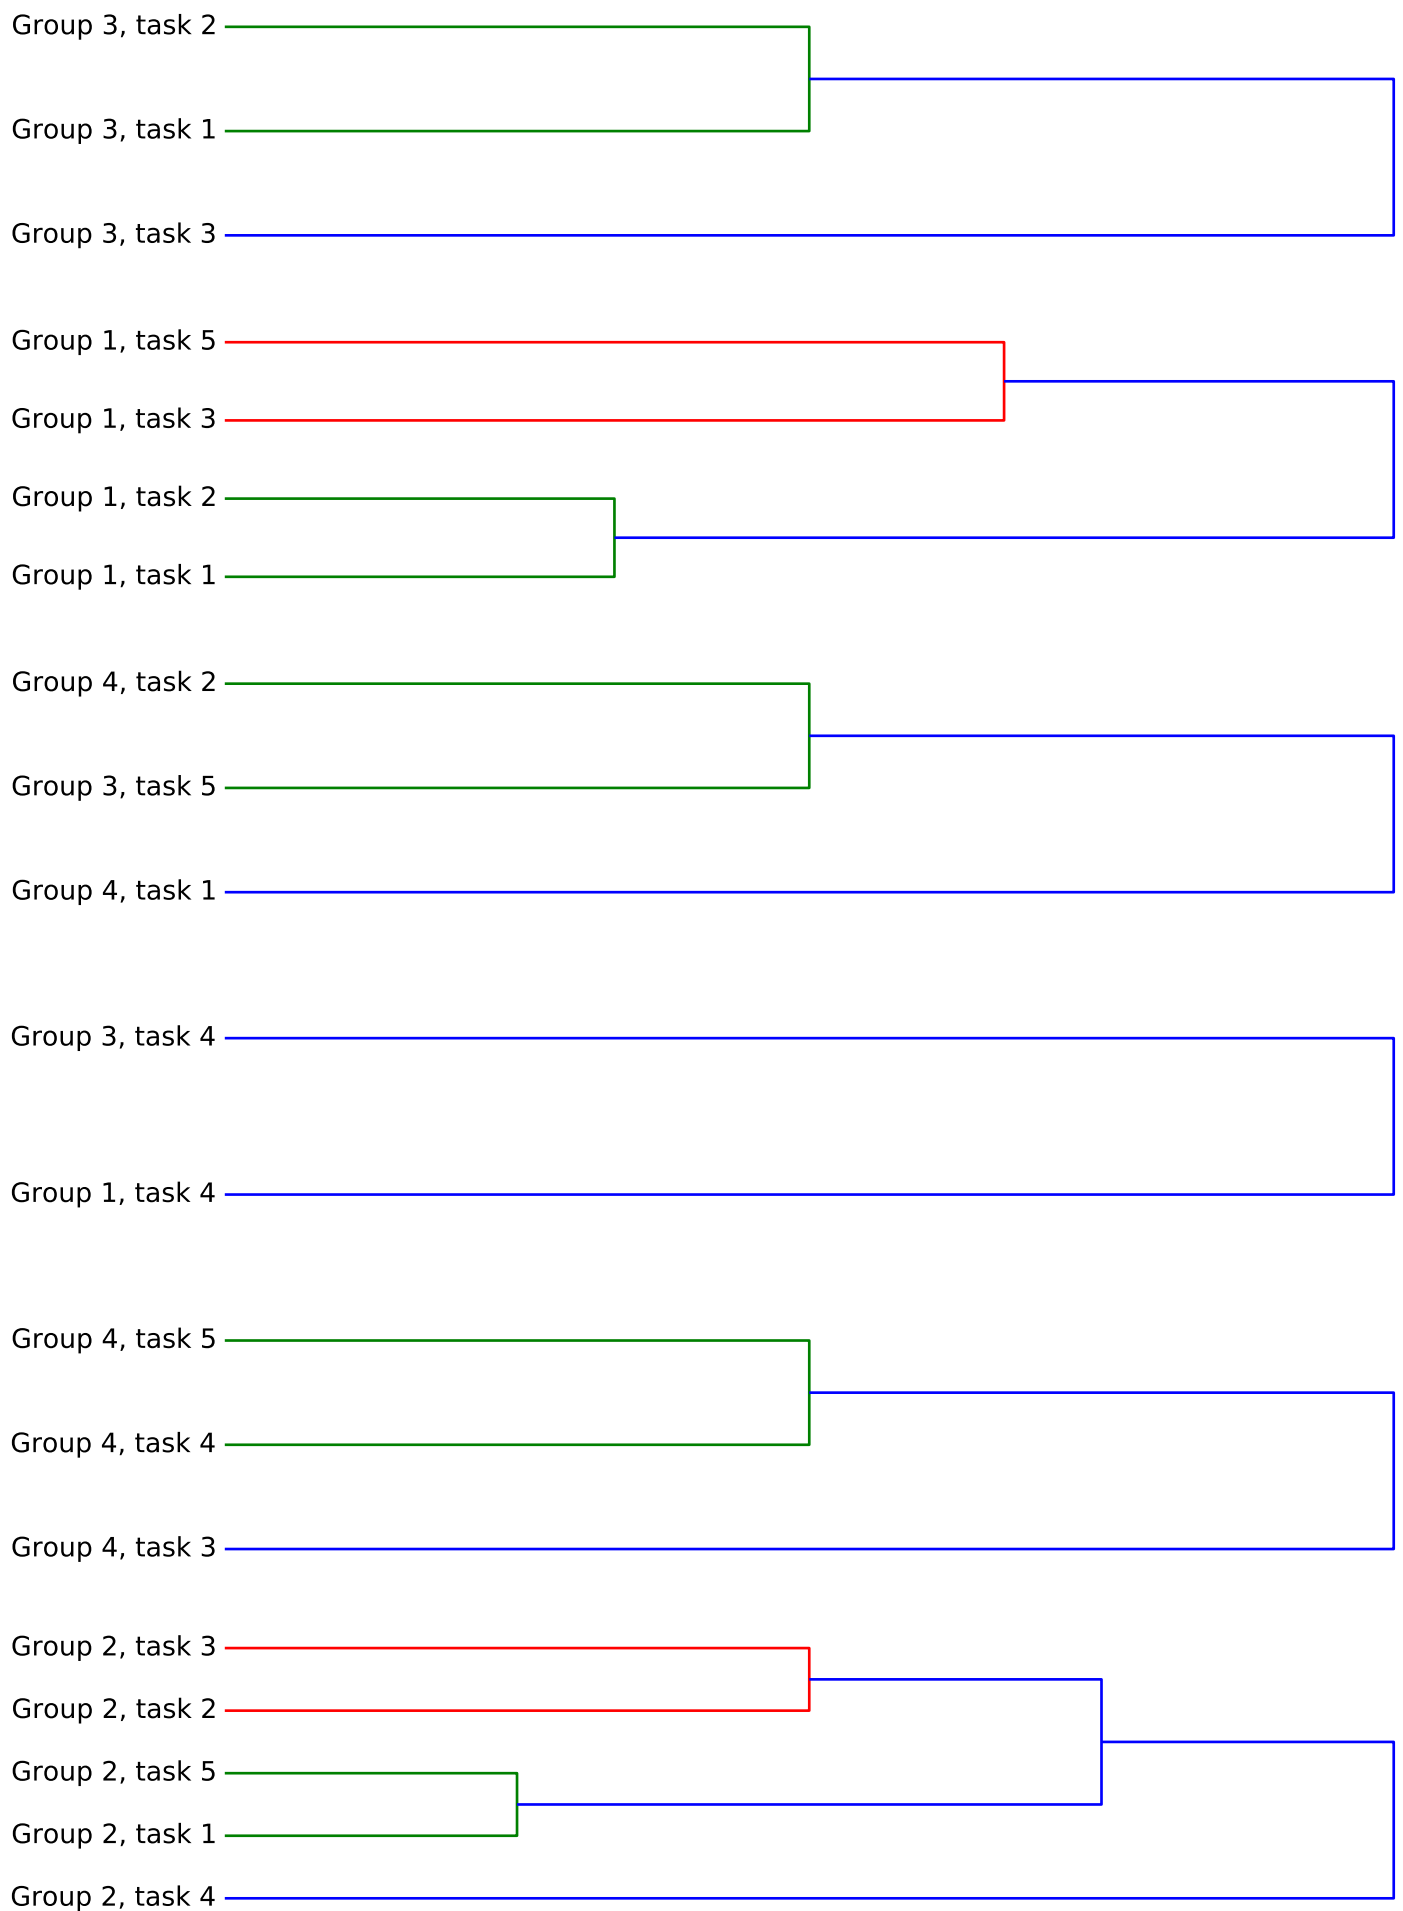 Group 3, task 2
Group 3, task 1
Group 3, task 3
Group 1, task 5
Group 1, task 3
Group 1, task 2
Group 1, task 1
Group 4, task 2
Group 3, task 5
Group 4, task 1
Group 3, task 4
Group 1, task 4
Group 4, task 5
Group 4, task 4
Group 4, task 3
Group 2, task 3
Group 2, task 2
Group 2, task 5
Group 2, task 1
Group 2, task 4